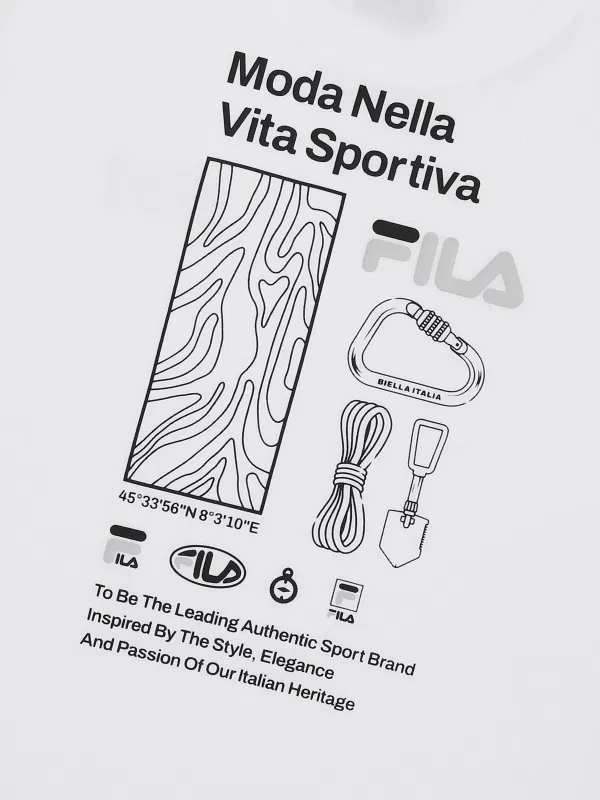 Moda Nella
Vita Sportiva
FILA
BIELLA ITALIA
45°33'56"N 8°3'10"E
FILA
FILA
FILA
To Be The Leading Authentic Sport Brand
Inspired By The Style, Elegance
And Passion Of Our Italian Heritage